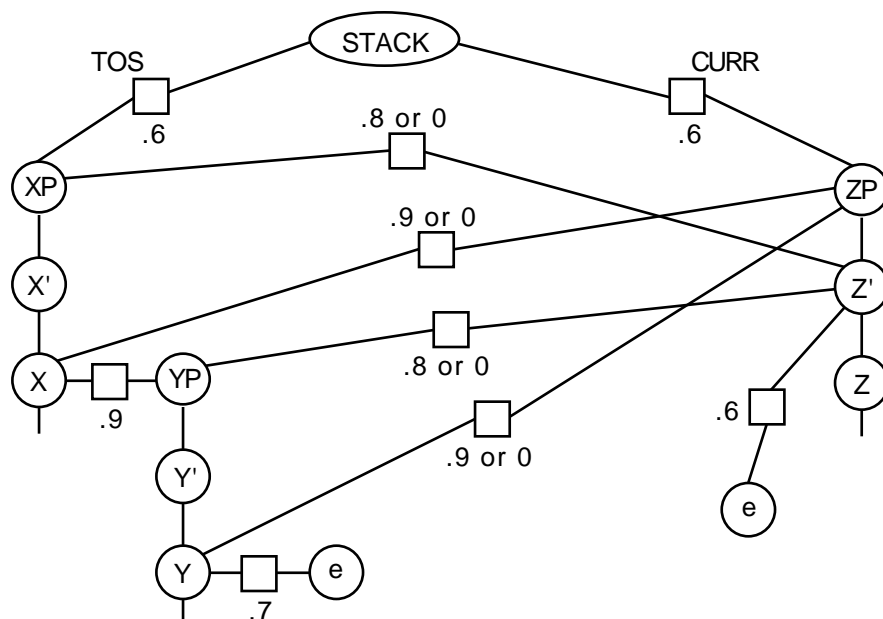 STACK
TOS
CURR
.6
.8 or 0
.6
XP
ZP
.9 or 0
X'
Z'
.8 or 0
X
YP
Z
.9
.6
.9 or 0
Y'
e
Y
e
.7